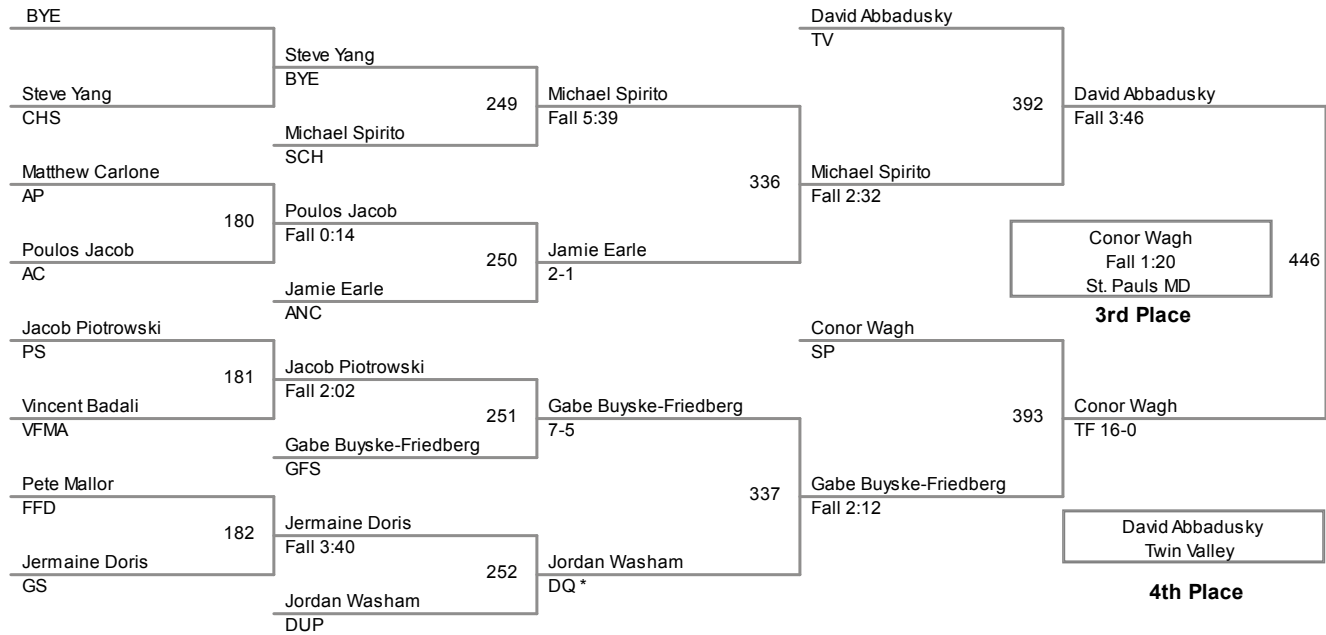 BYE
Steve Yang
CHS
Matthew Carlone
AP
180
Poulos Jacob
AC
Jacob Piotrowski
PS
181
Vincent Badali
VFMA
Pete Mallor
FFD
182
Jermaine Doris
GS
Steve Yang
BYE
249
Michael Spirito
SCH
Poulos Jacob
Fall 0:14
250
Jamie Earle
ANC
Jacob Piotrowski
Fall 2:02
251
Gabe Buyske-Friedberg
GFS
Jermaine Doris
Fall 3:40
252
Jordan Washam
DUP
Michael Spirito
Fall 5:39
336
Jamie Earle
2-1
Gabe Buyske-Friedberg
7-5
337
Jordan Washam
DQ *
David Abbadusky
TV
392
Michael Spirito
Fall 2:32
Conor Wagh
SP
393
Gabe Buyske-Friedberg
Fall 2:12
David Abbadusky
Fall 3:46
Conor Wagh
Fall 1:20
St. Pauls MD
446
3rd Place
Conor Wagh
TF 16-0
David Abbadusky
Twin Valley
4th Place